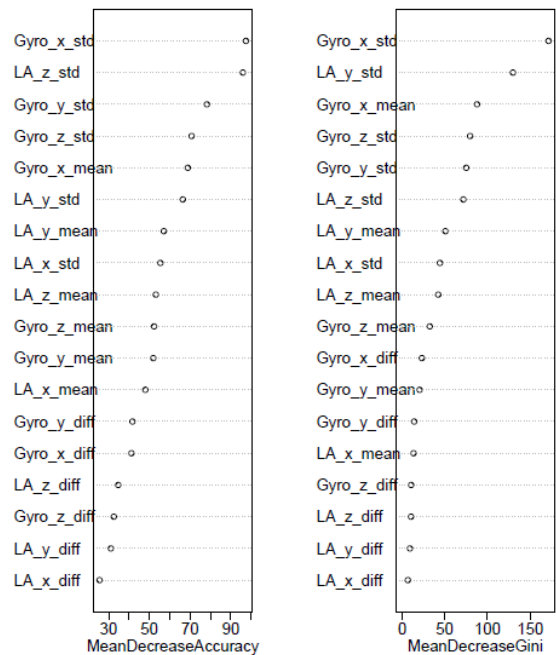 Gyro_x_std
LA_z_std
Gyro_y_std
Gyro_z_std
Gyro_x_mean
LA_y_std
LA_y_mean
LA_x_std
LA_z_mean
Gyro_z_mean
Gyro_y_mean
LA_x_mean
Gyro_y_diff
Gyro_x_diff
LA_z_diff
Gyro_z_diff
LA_y_diff
LA_x_diff
30 50 70 90
MeanDecreaseAccuracy
Gyro_x_std
LA_y_std
Gyro_x_mean
Gyro_z_std
Gyro_y_std
LA_z_std
LA_y_mean
LA_x_std
LA_z_mean
Gyro_z_mean
Gyro_x_diff
Gyro_y_mean
Gyro_y_diff
LA_x_mean
Gyro_z_diff
LA_z_diff
LA_y_diff
LA_x_diff
0 50 100 150
MeanDecreaseGini